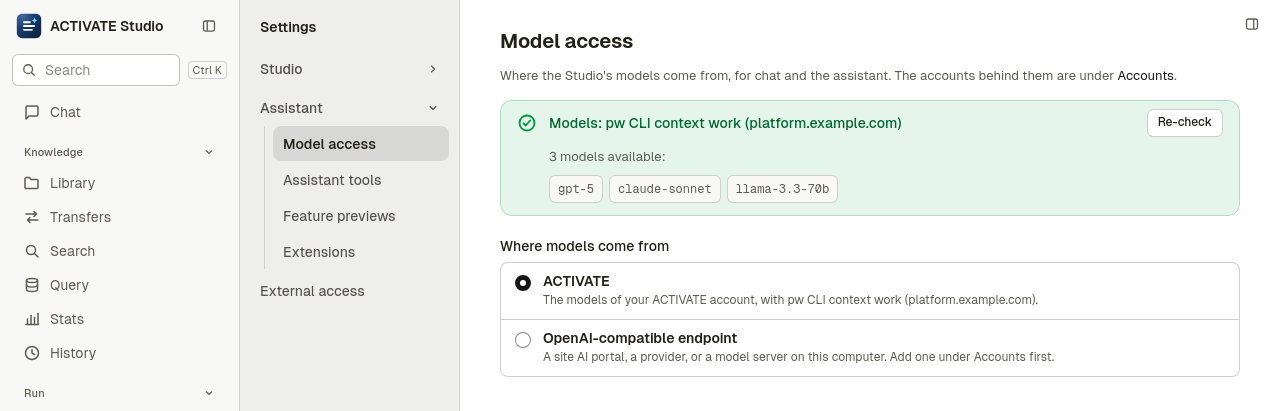 ACTIVATE Studio
Search
Ctrl K
Chat
Knowledge
Library
Transfers
Search
Query
Stats
History
Run
Settings
Studio
Assistant
Model access
Assistant tools
Feature previews
Extensions
External access
Model access
Where the Studio's models come from, for chat and the assistant. The accounts behind them are under Accounts.
Models: pw CLI context work (platform.example.com)
Re-check
3 models available:
gpt-5
claude-sonnet
llama-3.3-70b
Where models come from
ACTIVATE
The models of your ACTIVATE account, with pw CLI context work (platform.example.com).
OpenAI-compatible endpoint
A site AI portal, a provider, or a model server on this computer. Add one under Accounts first.